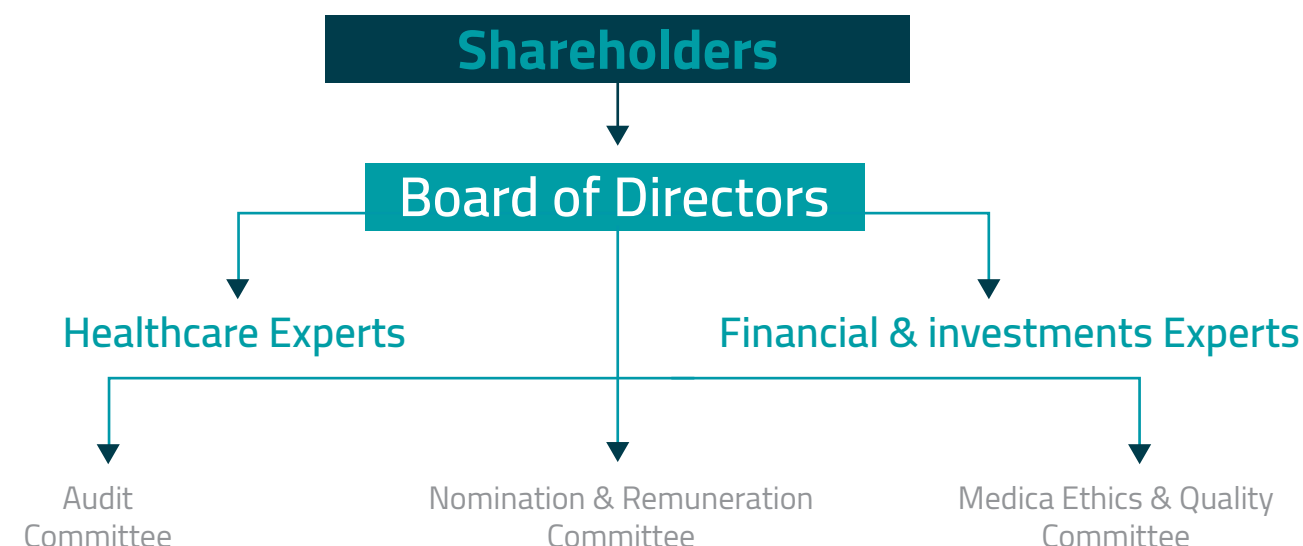 Shareholders
Board of Directors
Healthcare Experts
Financial & investments Experts
Audit
Committee
Nomination & Remuneration
Committee
Medica Ethics & Quality
Committee